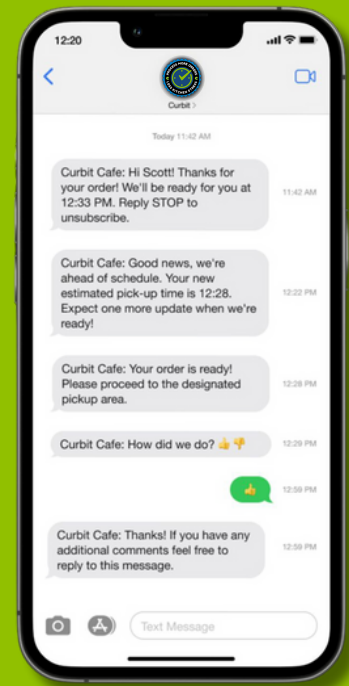 12:20
Curbit >
Today 11:42 AM
Curbit Cafe: Hi Scott! Thanks for
your order! We'll be ready for you at
12:33 PM. Reply STOP to
unsubscribe.
11:42 AM
Curbit Cafe: Good news, we're
ahead of schedule. Your new
estimated pick-up time is 12:28.
Expect one more update when we're
ready!
12:22 PM
Curbit Cafe: Your order is ready!
Please proceed to the designated
pickup area.
12:28 PM
Curbit Cafe: How did we do? 👍👎
12:29 PM
👍
12:59 PM
Curbit Cafe: Thanks! If you have any
additional comments feel free to
reply to this message.
12:59 PM
Text Message